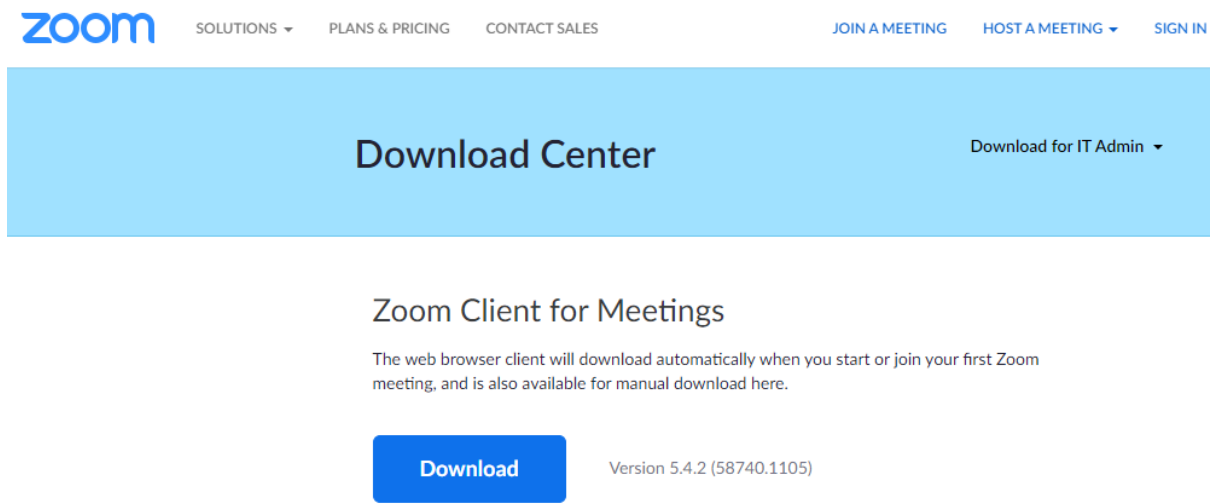 zoom SOLUTIONS PLANS & PRICING CONTACT SALES JOIN A MEETING HOST A MEETING SIGN IN
Download Center Download for IT Admin
Zoom Client for Meetings
The web browser client will download automatically when you start or join your first Zoom
meeting, and is also available for manual download here.
Download Version 5.4.2 (58740.1105)